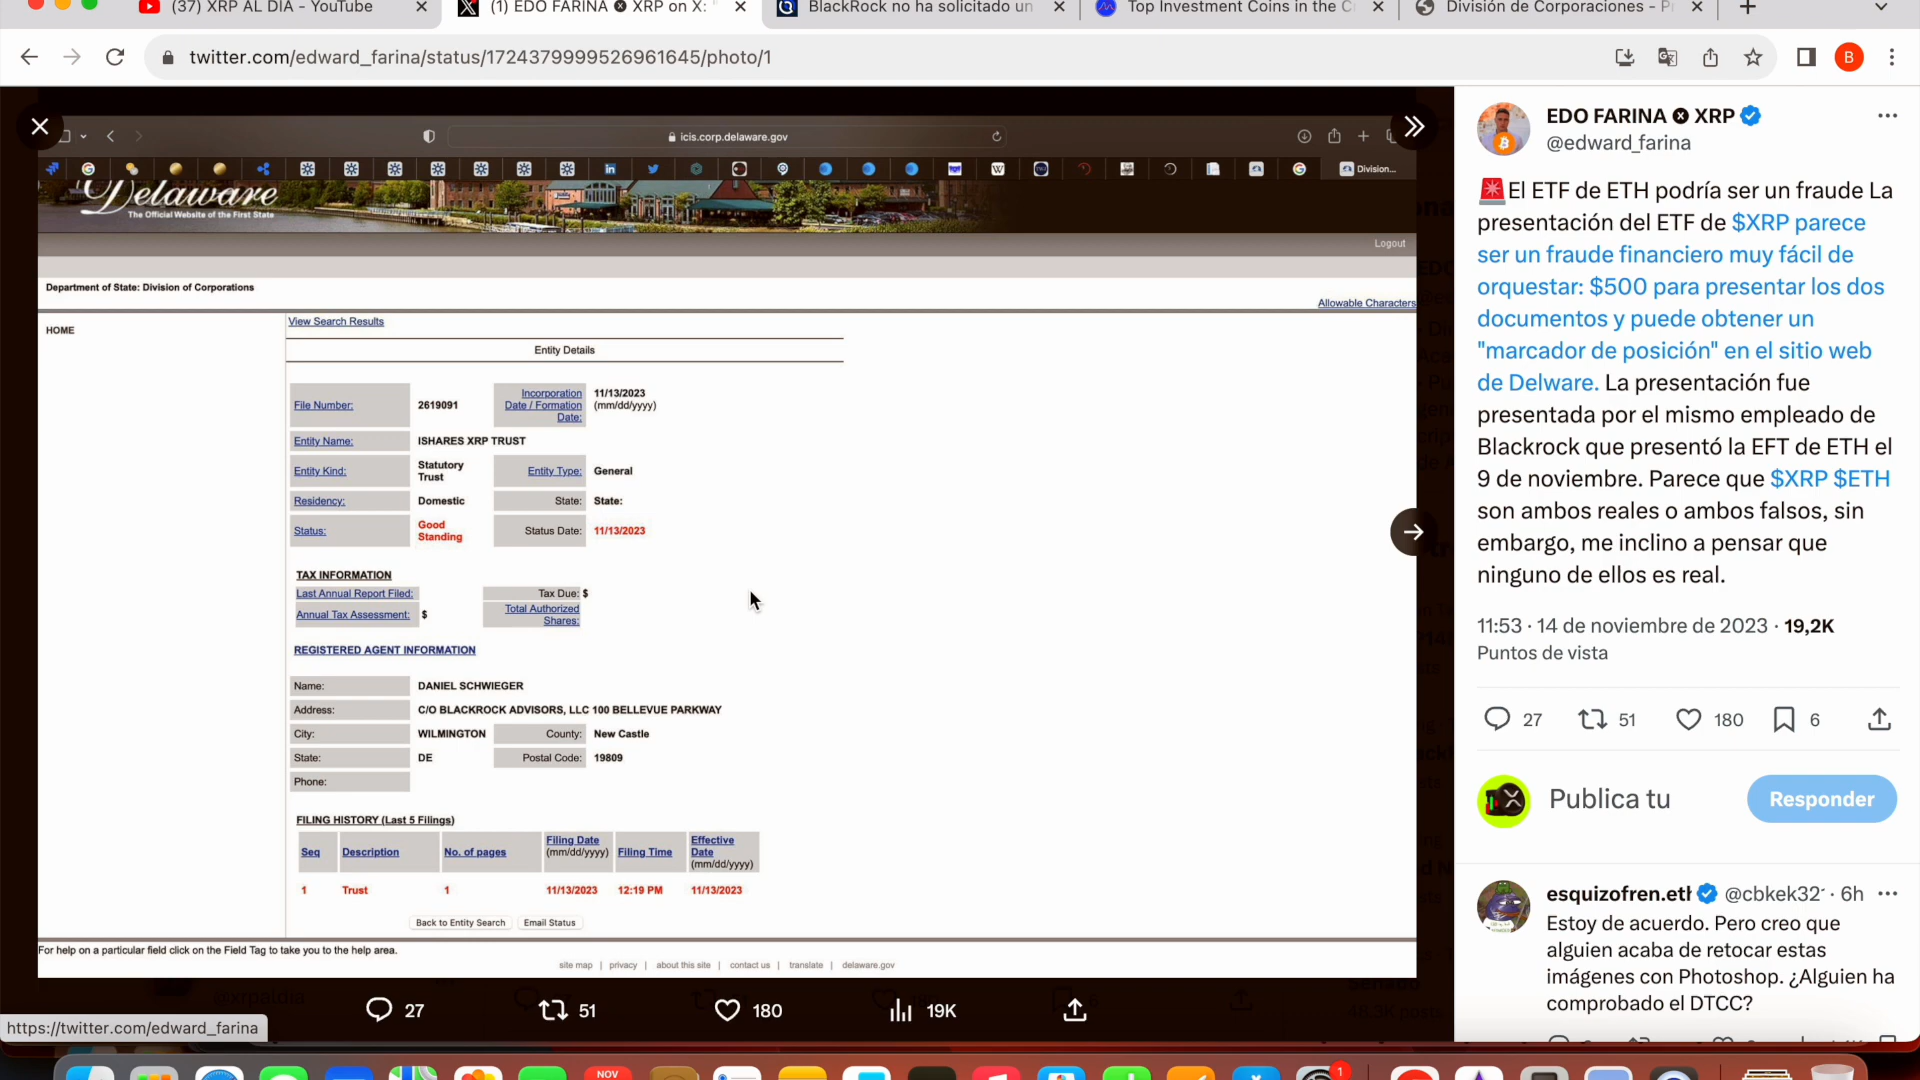 (37) XRP AL DIA - YouTube
(1) EDO FARINA XRP on X:
BlackRock no ha solicitado un
Top Investment Coins in the C
División de Corporaciones - P
twitter.com/edward_farina/status/1724379999526961645/photo/1
B
icis.corp.delaware.gov
Division...
Delaware
The Official Website of the First State
Logout
Department of State: Division of Corporations
Allowable Characters
HOME
View Search Results
Entity Details
File Number: 2619091 Incorporation Date / Formation Date: 11/13/2023 (mm/dd/yyyy)
Entity Name: ISHARES XRP TRUST
Entity Kind: Statutory Trust Entity Type: General
Residency: Domestic State: State:
Status: Good Standing Status Date: 11/13/2023
TAX INFORMATION
Last Annual Report Filed: Tax Due: $
Annual Tax Assessment: $ Total Authorized Shares:
REGISTERED AGENT INFORMATION
Name: DANIEL SCHWIEGER
Address: C/O BLACKROCK ADVISORS, LLC 100 BELLEVUE PARKWAY
City: WILMINGTON County: New Castle
State: DE Postal Code: 19809
Phone:
FILING HISTORY (Last 5 Filings)
Seq Description No. of pages Filing Date (mm/dd/yyyy) Filing Time Effective Date (mm/dd/yyyy)
1 Trust 1 11/13/2023 12:19 PM 11/13/2023
Back to Entity Search Email Status
For help on a particular field click on the Field Tag to take you to the help area.
site map | privacy | about this site | contact us | translate | delaware.gov
@xrpaldia
27 51 180 19K
https://twitter.com/edward_farina
EDO FARINA XRP
@edward_farina
🚨El ETF de ETH podría ser un fraude La
presentación del ETF de $XRP parece
ser un fraude financiero muy fácil de
orquestar: $500 para presentar los dos
documentos y puede obtener un
"marcador de posición" en el sitio web
de Delware. La presentación fue
presentada por el mismo empleado de
Blackrock que presentó la EFT de ETH el
9 de noviembre. Parece que $XRP $ETH
son ambos reales o ambos falsos, sin
embargo, me inclino a pensar que
ninguno de ellos es real.
11:53 · 14 de noviembre de 2023 · 19,2K
Puntos de vista
27 51 180 6
Publica tu
Responder
esquizofren.eth @cbkek32 · 6h
Estoy de acuerdo. Pero creo que
alguien acaba de retocar estas
imágenes con Photoshop. ¿Alguien ha
comprobado el DTCC?
NOV
1